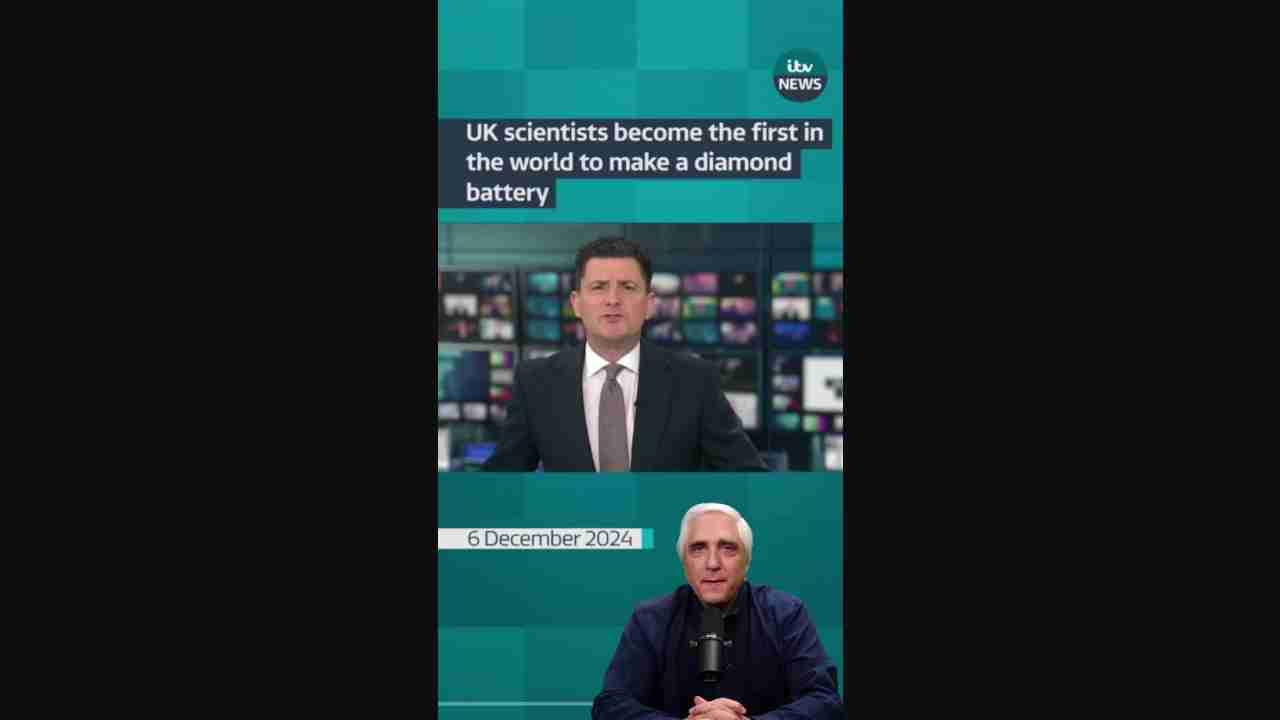 itv
NEWS
UK scientists become the first in
the world to make a diamond
battery
6 December 2024